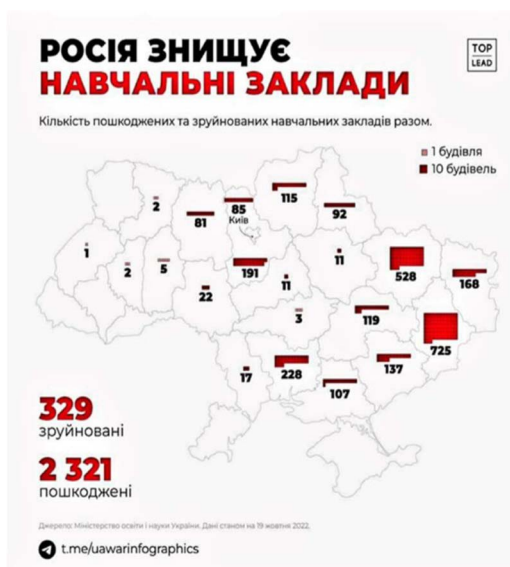 РОСІЯ ЗНИЩУЄ
НАВЧАЛЬНІ ЗАКЛАДИ
TOP
LEAD
Кількість пошкоджених та зруйнованих навчальних закладів разом.
1 будівля
10 будівель
2
81
85
Київ
115
92
1
2
5
191
11
11
528
168
22
3
119
725
17
228
107
137
329
зруйновані
2 321
пошкоджені
Джерело: Міністерство освіти і науки України. Дані станом на 19 жовтня 2022.
t.me/uawarinfographics